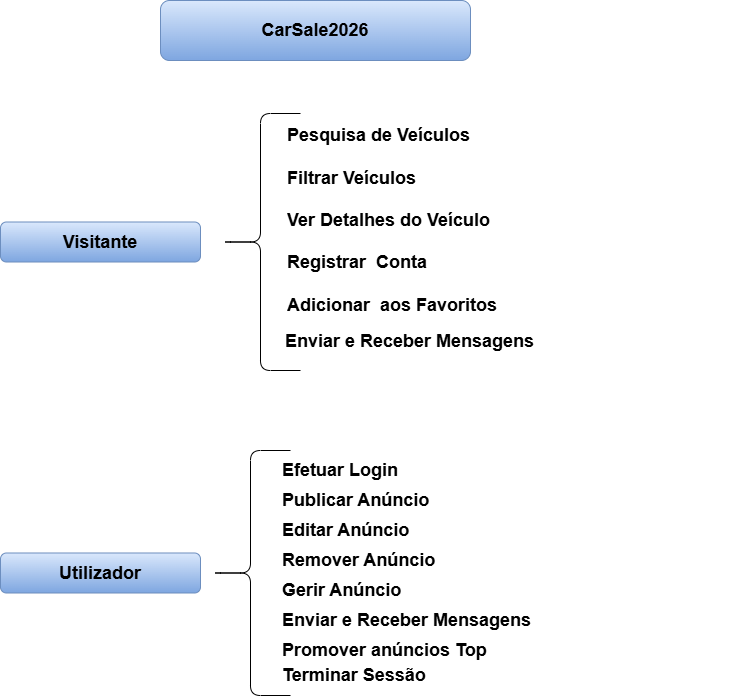 CarSale2026
Pesquisa de Veículos
Filtrar Veículos
Ver Detalhes do Veículo
Visitante
Registrar  Conta
Adicionar  aos Favoritos
Enviar e Receber Mensagens
Efetuar Login
Publicar Anúncio
Editar Anúncio
Remover Anúncio
Utilizador
Gerir Anúncio
Enviar e Receber Mensagens
Promover anúncios Top
Terminar Sessão